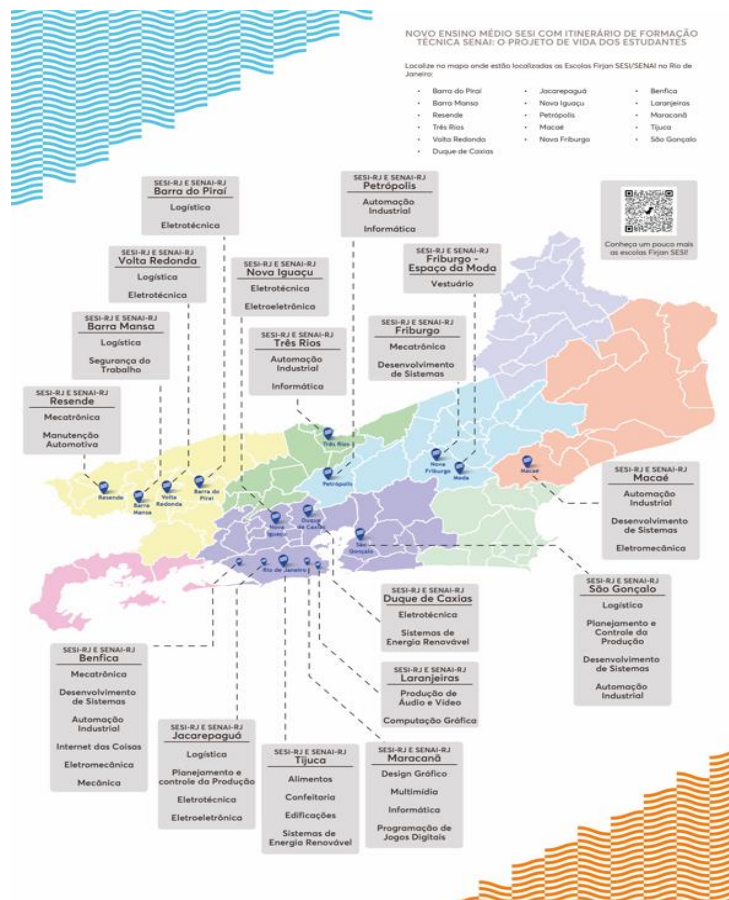 NOVO ENSINO MÉDIO SESI COM ITINERÁRIO DE FORMAÇÃO
TÉCNICA SENAI: O PROJETO DE VIDA DOS ESTUDANTES
Localize no mapa onde estão localizadas as Escolas Firjan SESI/SENAI no Rio de
Janeiro:
• Barra do Piraí
• Barra Mansa
• Resende
• Três Rios
• Volta Redonda
• Duque de Caxias
• Jacarepaguá
• Nova Iguaçu
• Petrópolis
• Macaé
• Nova Friburgo
• Benfica
• Laranjeiras
• Maracanã
• Tijuca
• São Gonçalo
Conheça um pouco mais
as escolas Firjan SESI!
SESI-RJ E SENAI-RJ
Barra do Piraí
Logística
Eletrotécnica
SESI-RJ E SENAI-RJ
Petrópolis
Automação
Industrial
Informática
SESI-RJ E SENAI-RJ
Volta Redonda
Logística
Eletrotécnica
SESI-RJ E SENAI-RJ
Nova Iguaçu
Eletrotécnica
Eletroeletrônica
SESI-RJ E SENAI-RJ
Friburgo -
Espaço da Moda
Vestuário
SESI-RJ E SENAI-RJ
Barra Mansa
Logística
Segurança do
Trabalho
SESI-RJ E SENAI-RJ
Três Rios
Automação
Industrial
Informática
SESI-RJ E SENAI-RJ
Friburgo
Mecatrônica
Desenvolvimento
de Sistemas
SESI-RJ E SENAI-RJ
Resende
Mecatrônica
Manutenção
Automotiva
Três Rios
Resende
Barra
Mansa
Volta
Redonda
Barra do
Piraí
Petrópolis
Nova
Friburgo
Moda
Macaé
Nova
Iguaçu
Duque
de Caxias
São
Gonçalo
Rio de Janeiro
SESI-RJ E SENAI-RJ
Macaé
Automação
Industrial
Desenvolvimento
de Sistemas
Eletromecânica
SESI-RJ E SENAI-RJ
São Gonçalo
Logística
Planejamento e
Controle da
Produção
Desenvolvimento
de Sistemas
Automação
Industrial
SESI-RJ E SENAI-RJ
Duque de Caxias
Eletrotécnica
Sistemas de
Energia Renovável
SESI-RJ E SENAI-RJ
Laranjeiras
Produção de
Áudio e Vídeo
Computação Gráfica
SESI-RJ E SENAI-RJ
Benfica
Mecatrônica
Desenvolvimento
de Sistemas
Automação
Industrial
Internet das Coisas
Eletromecânica
Mecânica
SESI-RJ E SENAI-RJ
Jacarepaguá
Logística
Planejamento e
controle da Produção
Eletrotécnica
Eletroeletrônica
SESI-RJ E SENAI-RJ
Tijuca
Alimentos
Confeitaria
Edificações
Sistemas de
Energia Renovável
SESI-RJ E SENAI-RJ
Maracanã
Design Gráfico
Multimídia
Informática
Programação de
Jogos Digitais